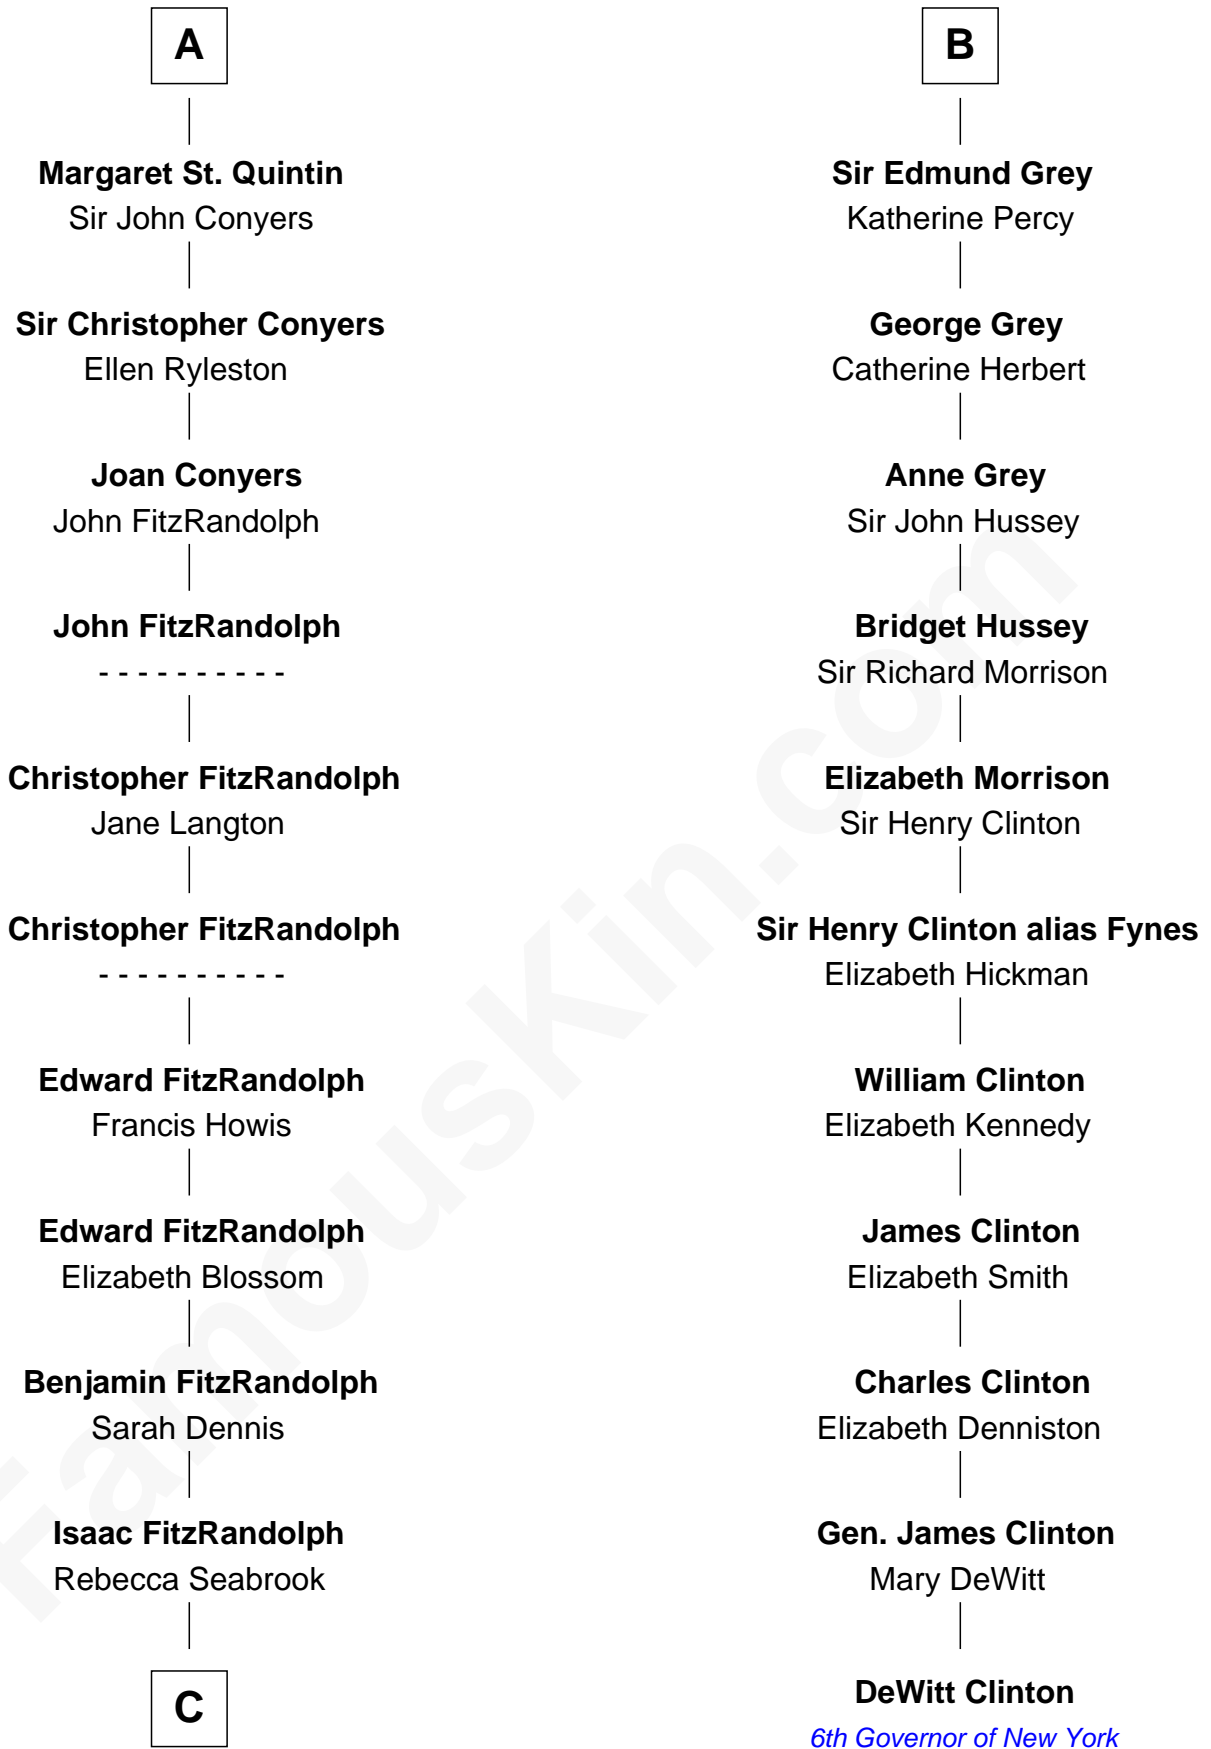 A
Margaret St. Quintin
Sir John Conyers
Sir Christopher Conyers
Ellen Ryleston
Joan Conyers
John FitzRandolph
John FitzRandolph
- - - - - - - - - -
Christopher FitzRandolph
Jane Langton
Christopher FitzRandolph
- - - - - - - - - -
Edward FitzRandolph
Francis Howis
Edward FitzRandolph
Elizabeth Blossom
Benjamin FitzRandolph
Sarah Dennis
Isaac FitzRandolph
Rebecca Seabrook
C
B
Sir Edmund Grey
Katherine Percy
George Grey
Catherine Herbert
Anne Grey
Sir John Hussey
Bridget Hussey
Sir Richard Morrison
Elizabeth Morrison
Sir Henry Clinton
Sir Henry Clinton alias Fynes
Elizabeth Hickman
William Clinton
Elizabeth Kennedy
James Clinton
Elizabeth Smith
Charles Clinton
Elizabeth Denniston
Gen. James Clinton
Mary DeWitt
DeWitt Clinton
6th Governor of New York
FamousKin.com